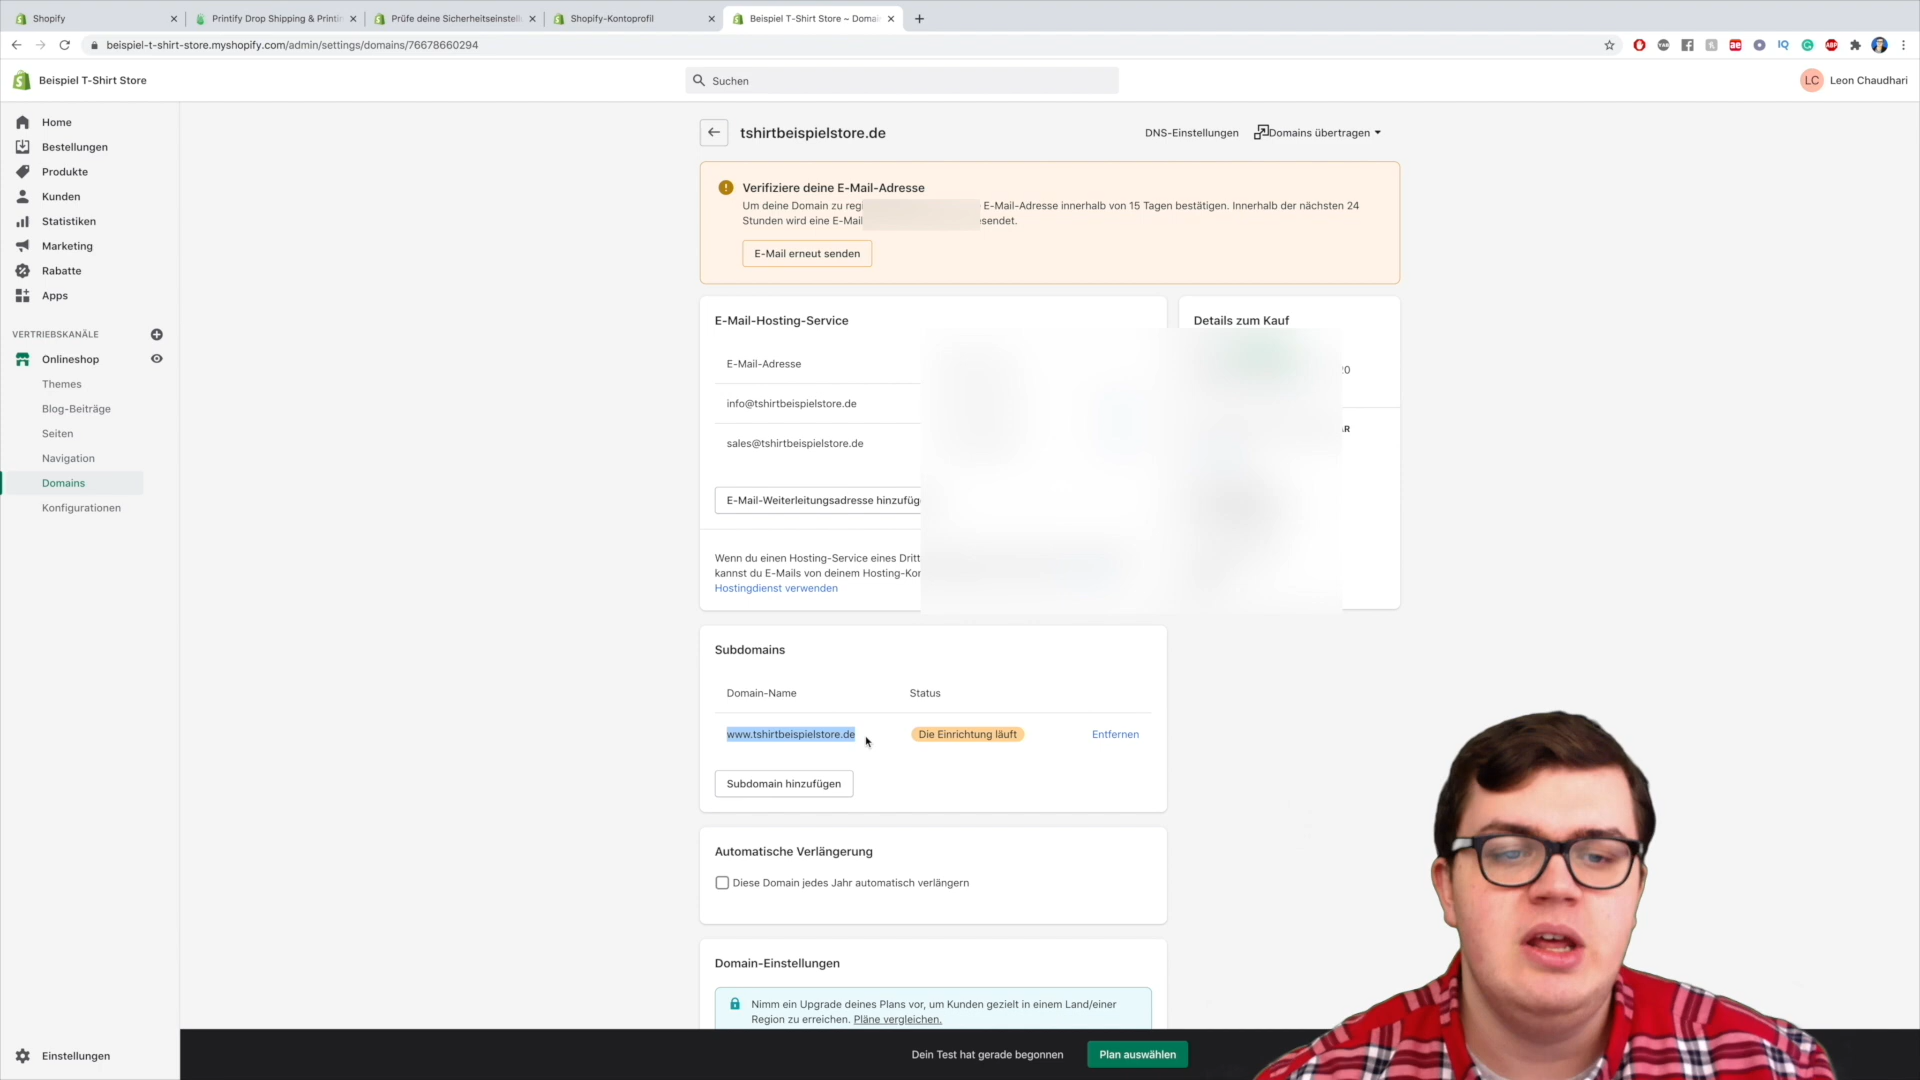 Shopify
Printify Drop Shipping & Printin
Prüfe deine Sicherheitseinstell
Shopify-Kontoprofil
Beispiel T-Shirt Store ~ Domai
beispiel-t-shirt-store.myshopify.com/admin/settings/domains/76678660294
Beispiel T-Shirt Store
Suchen
LC Leon Chaudhari
Home
Bestellungen
Produkte
Kunden
Statistiken
Marketing
Rabatte
Apps
VERTRIEBSKANÄLE
Onlineshop
Themes
Blog-Beiträge
Seiten
Navigation
Domains
Konfigurationen
Einstellungen
tshirtbeispielstore.de
DNS-Einstellungen
Domains übertragen
Verifiziere deine E-Mail-Adresse
Um deine Domain zu regi E-Mail-Adresse innerhalb von 15 Tagen bestätigen. Innerhalb der nächsten 24
Stunden wird eine E-Mail sendet.
E-Mail erneut senden
E-Mail-Hosting-Service
E-Mail-Adresse
info@tshirtbeispielstore.de
sales@tshirtbeispielstore.de
E-Mail-Weiterleitungsadresse hinzufüg
Wenn du einen Hosting-Service eines Dritt
kannst du E-Mails von deinem Hosting-Kor
Hostingdienst verwenden
Details zum Kauf
Subdomains
Domain-Name Status
www.tshirtbeispielstore.de Die Einrichtung läuft Entfernen
Subdomain hinzufügen
Automatische Verlängerung
Diese Domain jedes Jahr automatisch verlängern
Domain-Einstellungen
Nimm ein Upgrade deines Plans vor, um Kunden gezielt in einem Land/einer
Region zu erreichen. Pläne vergleichen.
Dein Test hat gerade begonnen
Plan auswählen